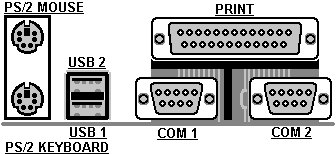 PS/2 MOUSE
PRINT
USB 2
USB 1
COM 1
COM 2
PS/2 KEYBOARD